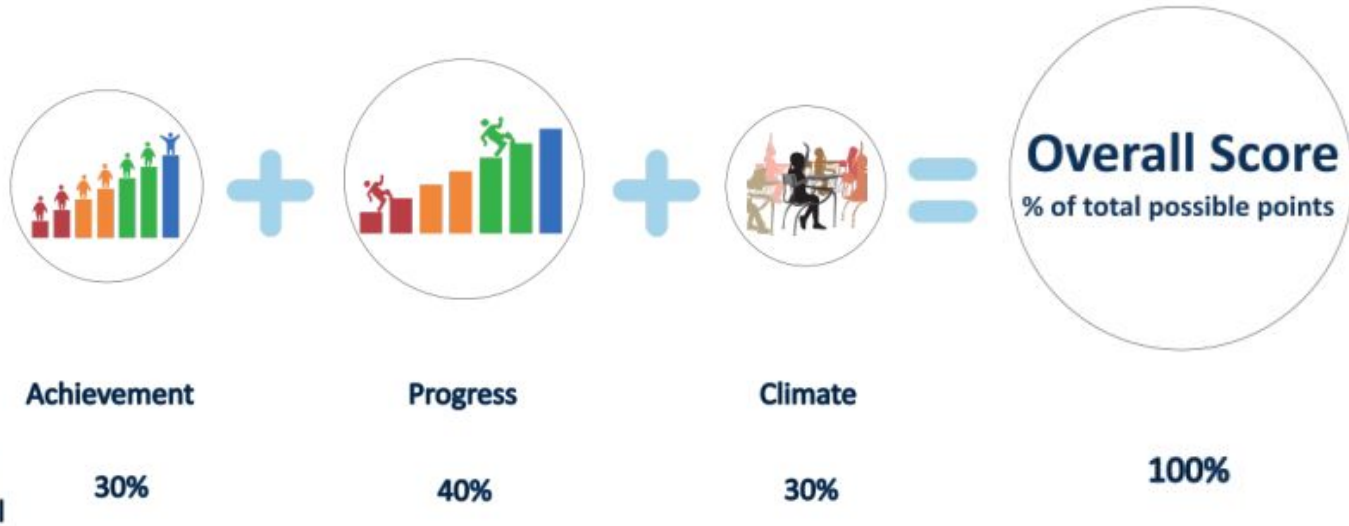 Overall Score
% of total possible points
Achievement
Progress
Climate
30%
40%
30%
100%